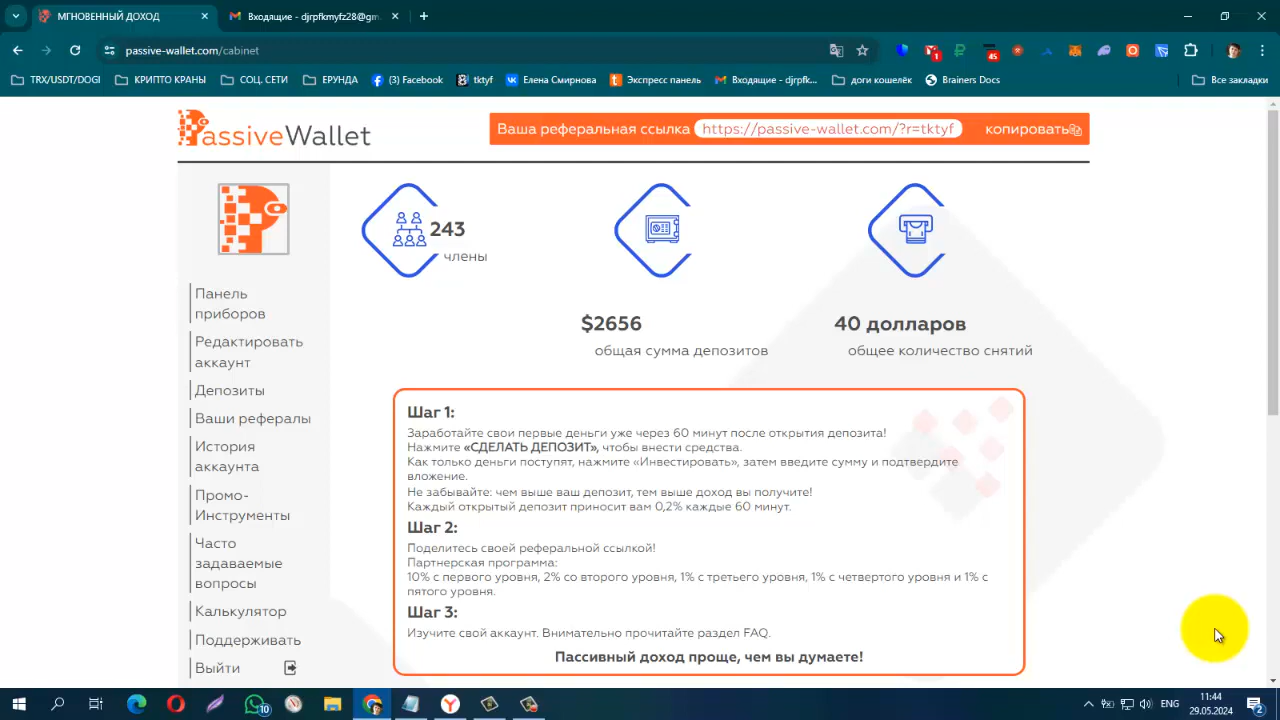 МГНОВЕННЫЙ ДОХОД
Входящие - djrpfkmyfz28@gm
passive-wallet.com/cabinet
1
45
TRX/USDT/DOGI
КРИПТО КРАНЫ
СОЦ. СЕТИ
ЕРУНДА
(3) Facebook
tktyf
Елена Смирнова
Экспресс панель
Входящие - djrpfk...
доги кошелёк
Brainers Docs
Все закладки
PassiveWallet
Ваша реферальная ссылка https://passive-wallet.com/?r=tktyf копировать
243
члены
$2656
общая сумма депозитов
40 долларов
общее количество снятий
Панель
приборов
Редактировать
аккаунт
Депозиты
Ваши рефералы
История
аккаунта
Промо-
Инструменты
Часто
задаваемые
вопросы
Калькулятор
Поддерживать
Выйти
Шаг 1:
Заработайте свои первые деньги уже через 60 минут после открытия депозита!
Нажмите «СДЕЛАТЬ ДЕПОЗИТ», чтобы внести средства.
Как только деньги поступят, нажмите «Инвестировать», затем введите сумму и подтвердите
вложение.
Не забывайте: чем выше ваш депозит, тем выше доход вы получите!
Каждый открытый депозит приносит вам 0,2% каждые 60 минут.
Шаг 2:
Поделитесь своей реферальной ссылкой!
Партнерская программа:
10% с первого уровня, 2% со второго уровня, 1% с третьего уровня, 1% с четвертого уровня и 1% с
пятого уровня.
Шаг 3:
Изучите свой аккаунт. Внимательно прочитайте раздел FAQ.
Пассивный доход проще, чем вы думаете!
10
ENG
11:44
29.05.2024
2